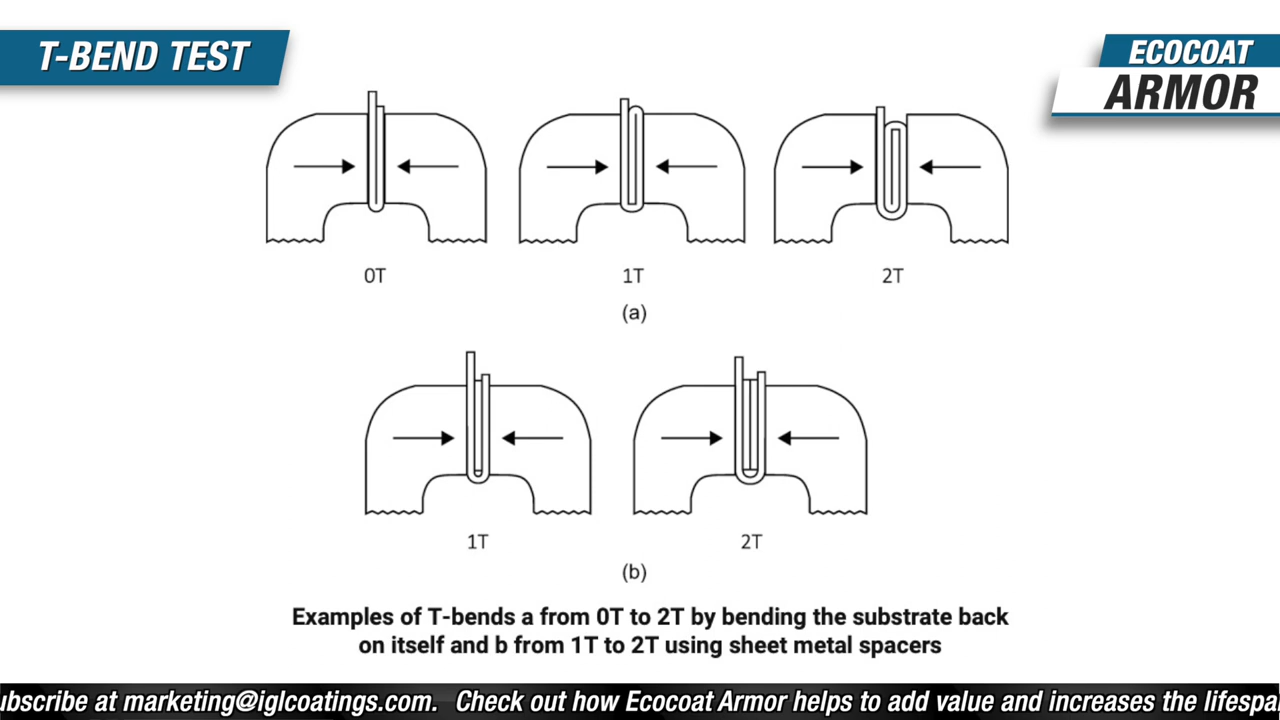 T-BEND TEST
ECOCOAT
ARMOR
0T
1T
2T
(a)
1T
2T
(b)
Examples of T-bends a from 0T to 2T by bending the substrate back
on itself and b from 1T to 2T using sheet metal spacers
ubscribe at marketing@iglcoatings.com. Check out how Ecocoat Armor helps to add value and increases the lifespa